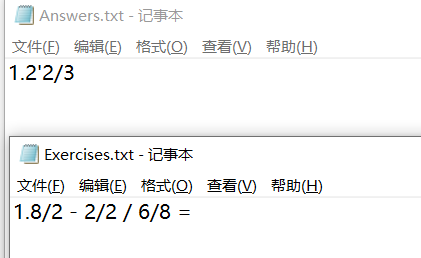 Answers.txt - 记事本
文件(F) 编辑(E) 格式(O) 查看(V) 帮助(H)
1.2'2/3
Exercises.txt - 记事本
文件(F) 编辑(E) 格式(O) 查看(V) 帮助(H)
1.8/2 - 2/2 / 6/8 =